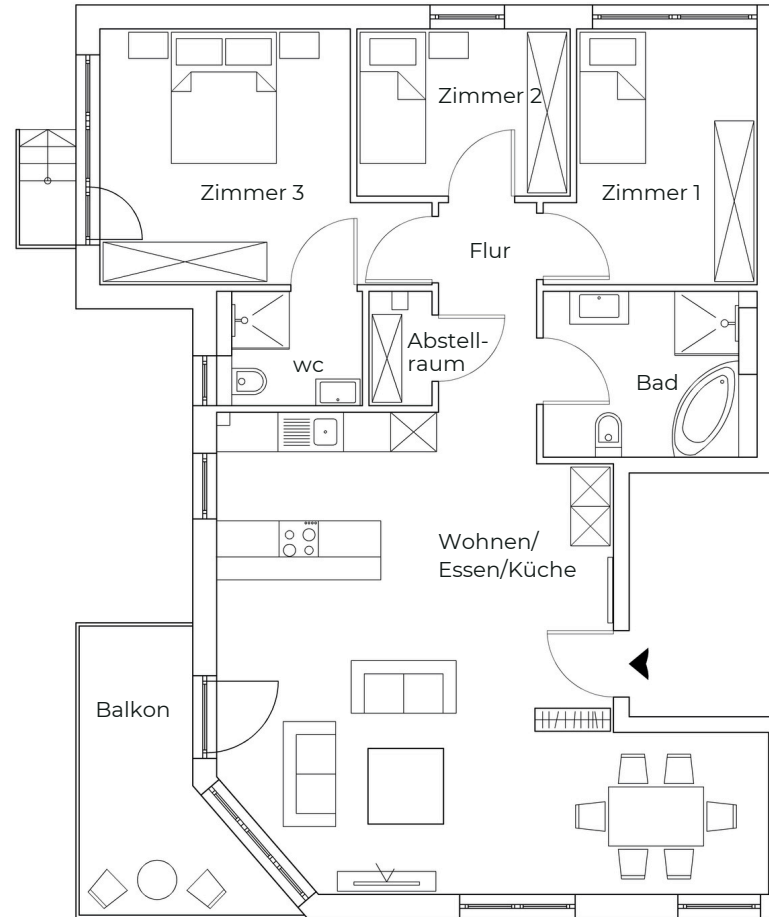 Zimmer 2
Zimmer 3
Zimmer 1
Flur
Abstell-
raum
wc
Bad
Wohnen/
Essen/Küche
Balkon